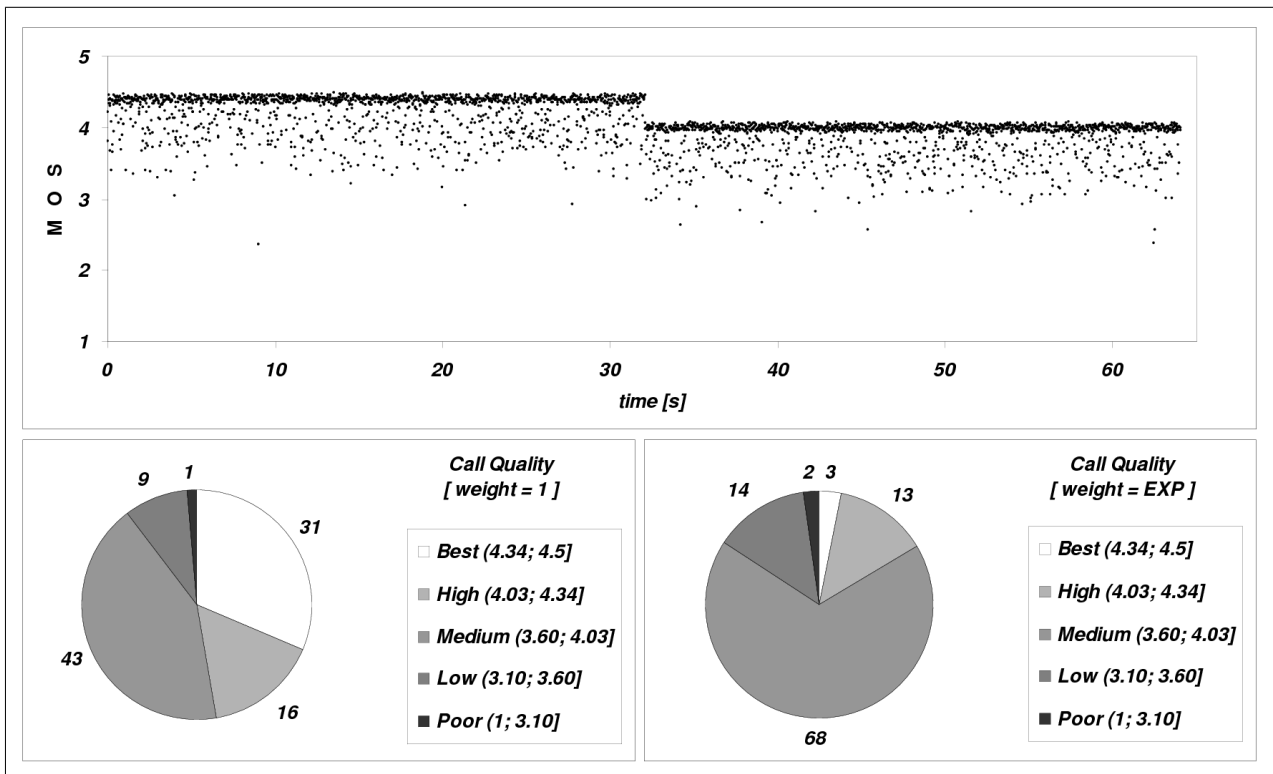 5
4
3
2
1
M O S
0
10
20
30
40
50
60
time [s]
Call Quality
[ weight = 1 ]
1
9
31
43
16
Best (4.34; 4.5]
High (4.03; 4.34]
Medium (3.60; 4.03]
Low (3.10; 3.60]
Poor (1; 3.10]
Call Quality
[ weight = EXP ]
2
3
14
13
68
Best (4.34; 4.5]
High (4.03; 4.34]
Medium (3.60; 4.03]
Low (3.10; 3.60]
Poor (1; 3.10]